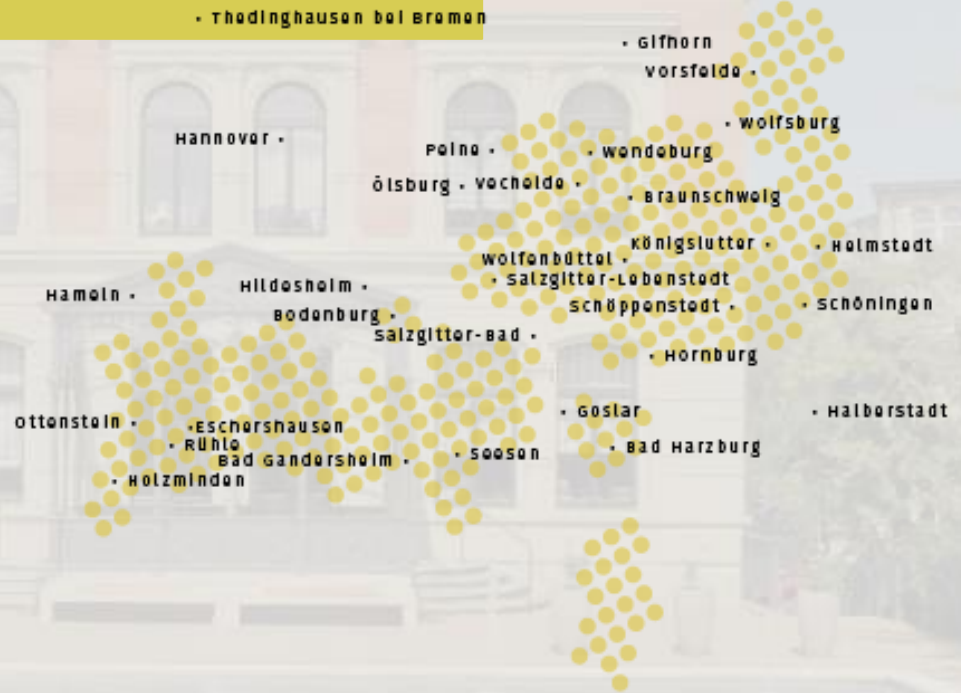 Thedinghausen bei Bremen
Gifhorn
Vorsfelde
Wolfsburg
Hannover
Peine
Wendeburg
Ölsburg
Vechelde
Braunschweig
Königslutter
Helmstedt
Wolfenbüttel
Salzgitter-Lebenstedt
Hildesheim
Hameln
Schöppenstedt
Schöningen
Bodenburg
Salzgitter-Bad
Hornburg
Goslar
Halberstadt
Ottenstein
Eschershausen
Rühle
Bad Harzburg
Bad Gandersheim
Seesen
Holzminden